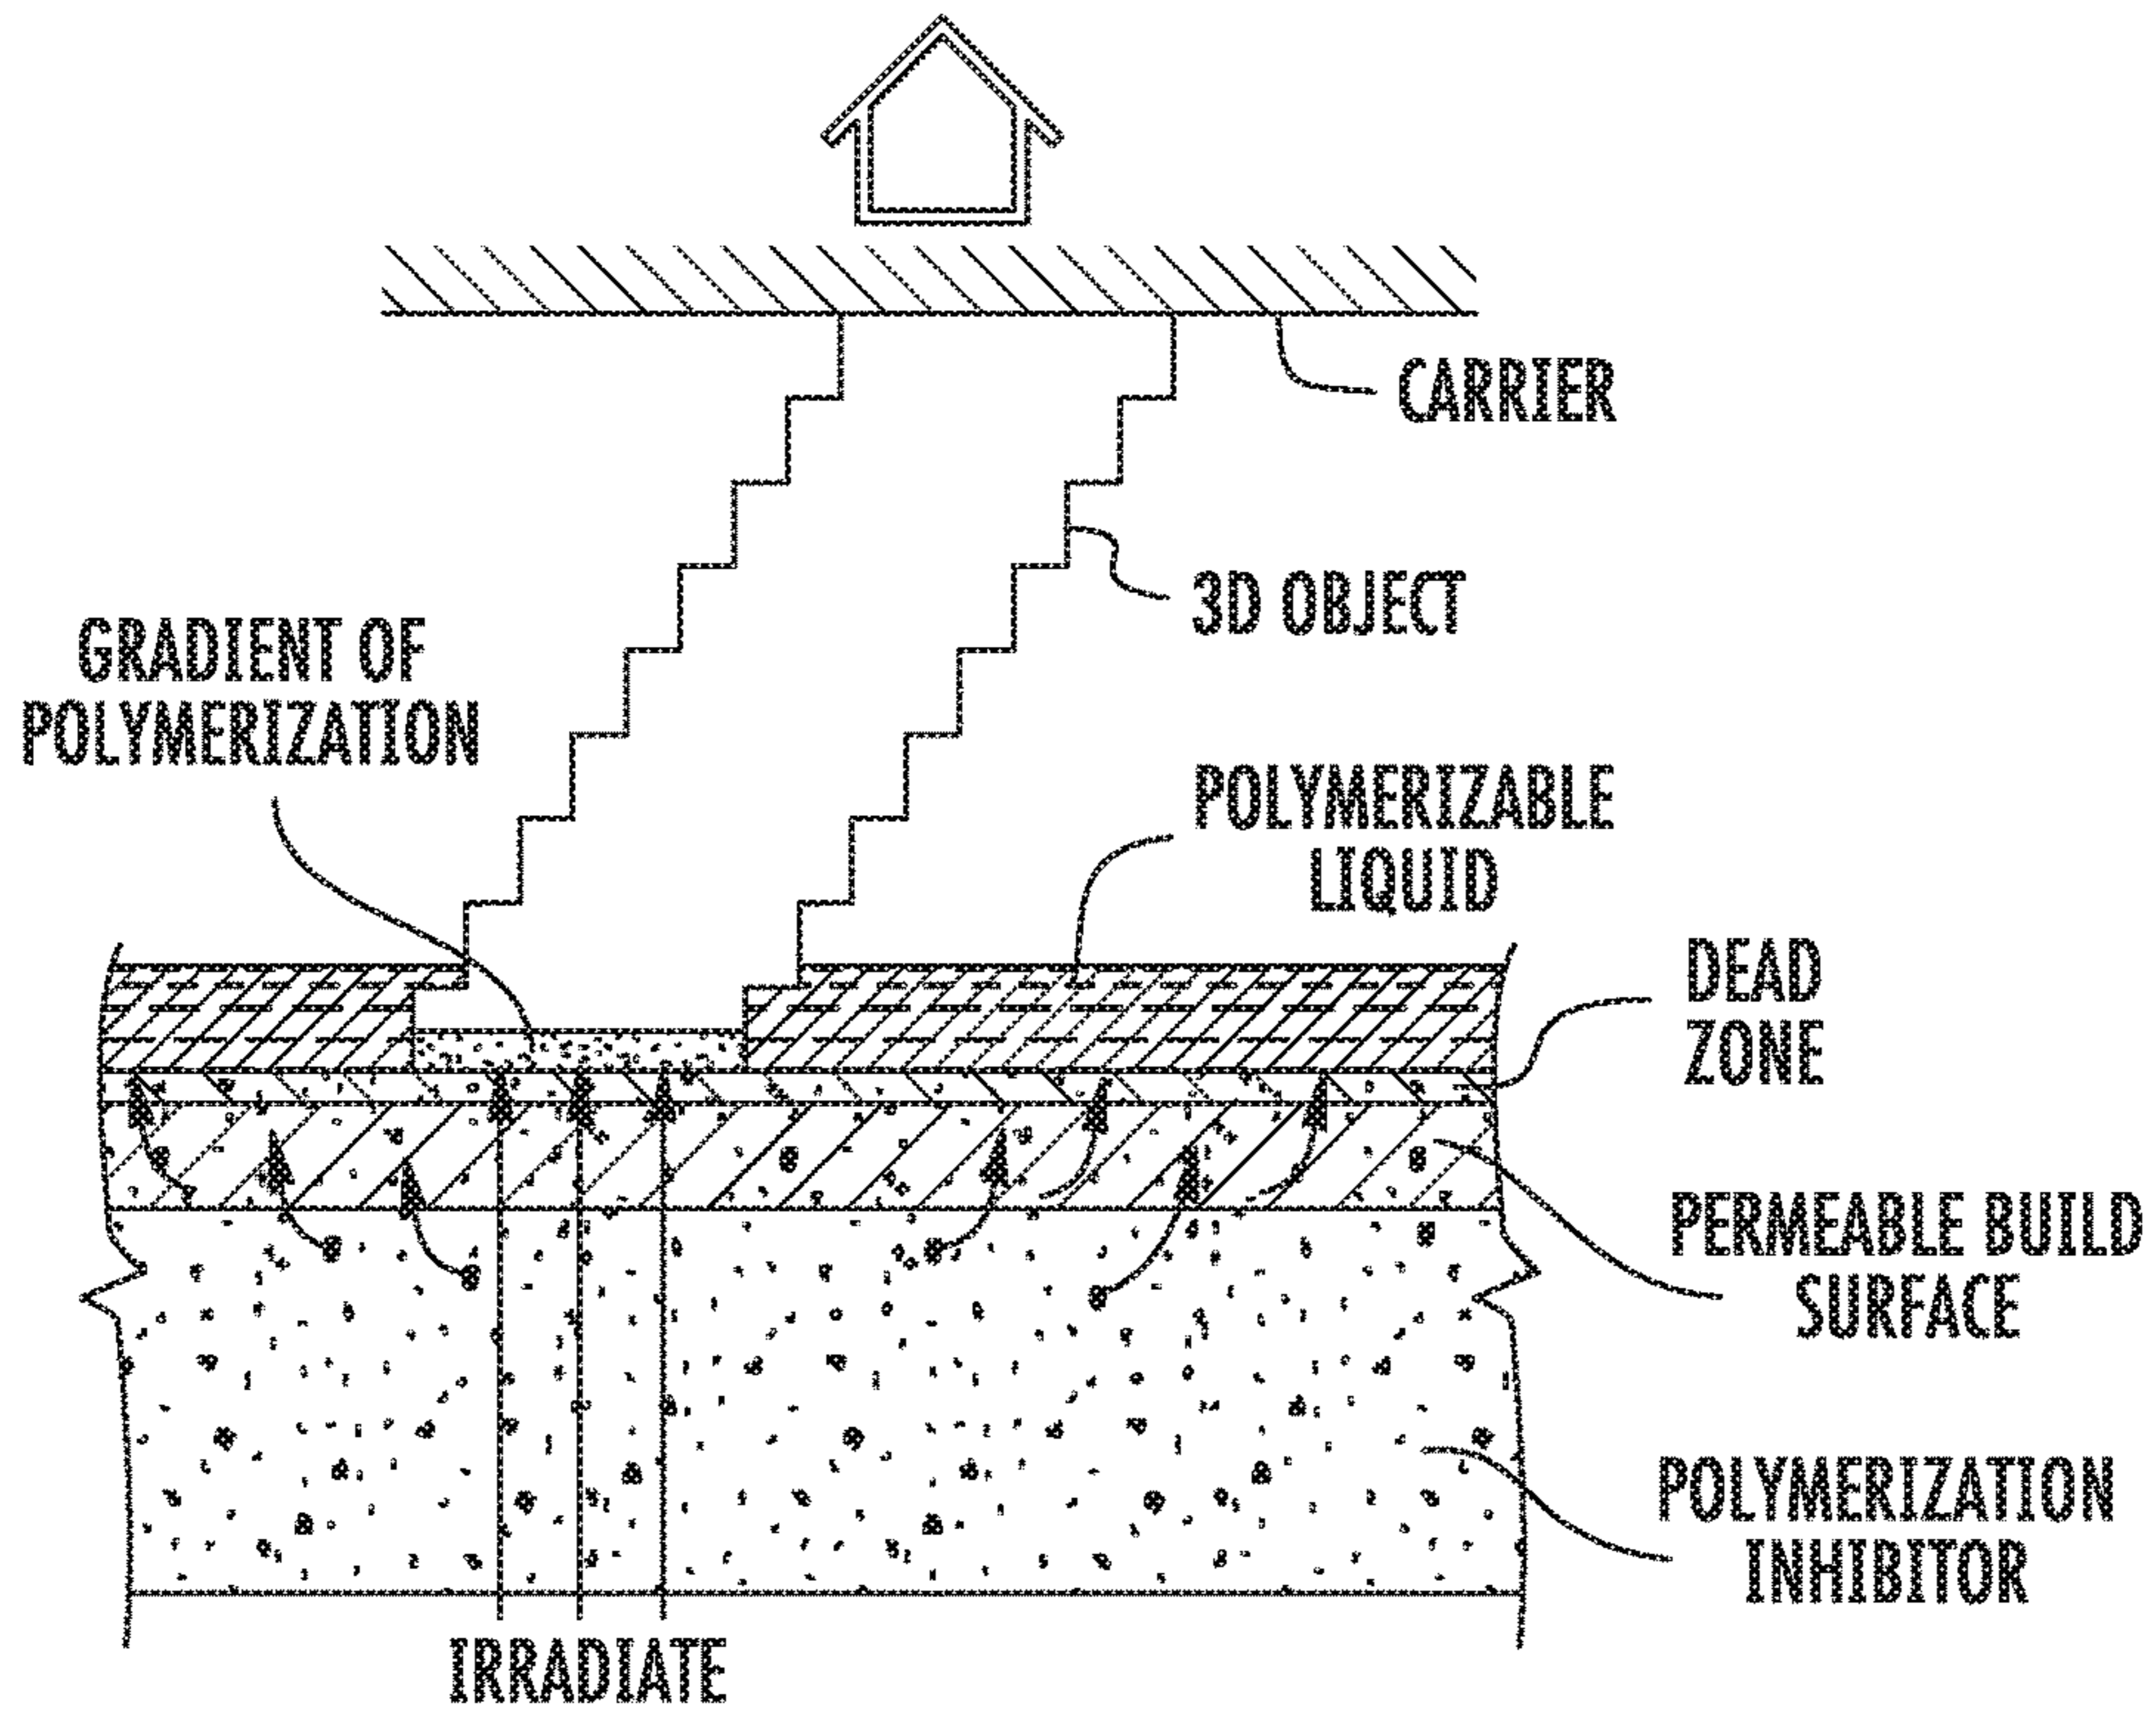 CARRIER
3D OBJECT
GRADIENT OF
POLYMERIZATION
POLYMERIZABLE
LIQUID
DEAD
ZONE
PERMEABLE BUILD
SURFACE
POLYMERIZATION
INHIBITOR
IRRADIATE